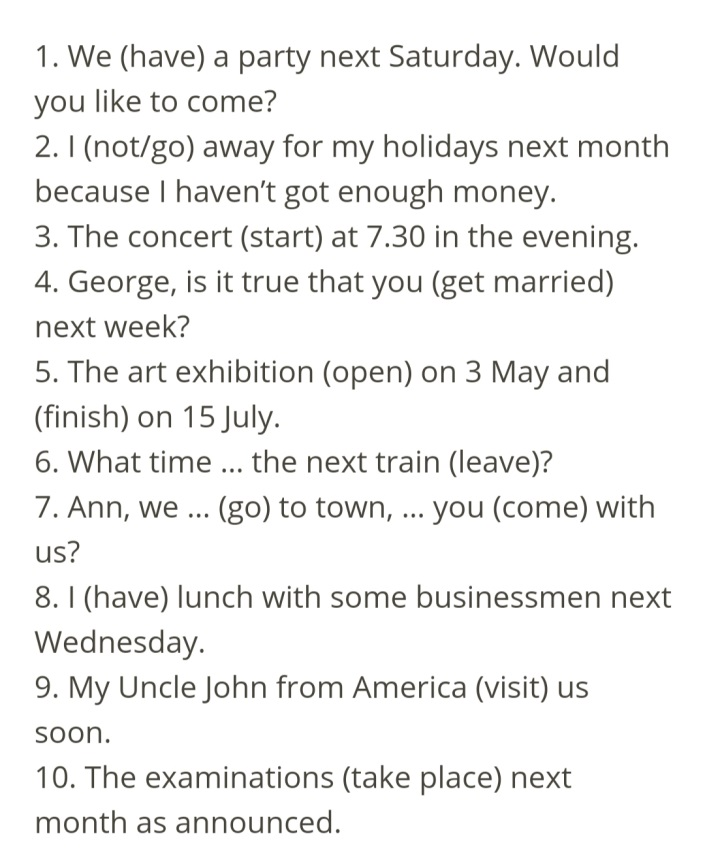 1. We (have) a party next Saturday. Would
you like to come?
2. I (not/go) away for my holidays next month
because I haven’t got enough money.
3. The concert (start) at 7.30 in the evening.
4. George, is it true that you (get married)
next week?
5. The art exhibition (open) on 3 May and
(finish) on 15 July.
6. What time ... the next train (leave)?
7. Ann, we ... (go) to town, ... you (come) with
us?
8. I (have) lunch with some businessmen next
Wednesday.
9. My Uncle John from America (visit) us
soon.
10. The examinations (take place) next
month as announced.